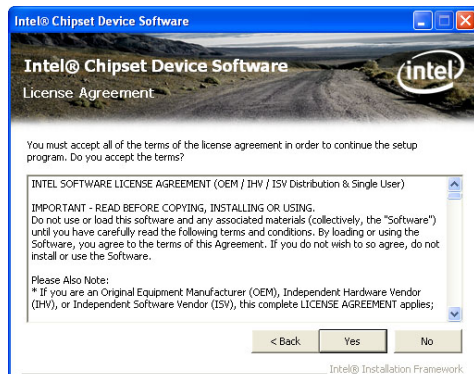 Intel® Chipset Device Software
Intel® Chipset Device Software
intel
License Agreement
You must accept all of the terms of the license agreement in order to continue the setup
program. Do you accept the terms?
INTEL SOFTWARE LICENSE AGREEMENT (OEM / IHV / ISV Distribution & Single User)
IMPORTANT - READ BEFORE COPYING, INSTALLING OR USING.
Do not use or load this software and any associated materials (collectively, the "Software")
until you have carefully read the following terms and conditions. By loading or using the
Software, you agree to the terms of this Agreement. If you do not wish to so agree, do not
install or use the Software.
Please Also Note:
* If you are an Original Equipment Manufacturer (OEM), Independent Hardware Vendor
(IHV), or Independent Software Vendor (ISV), this complete LICENSE AGREEMENT applies;
< Back
Yes
No
Intel® Installation Framework